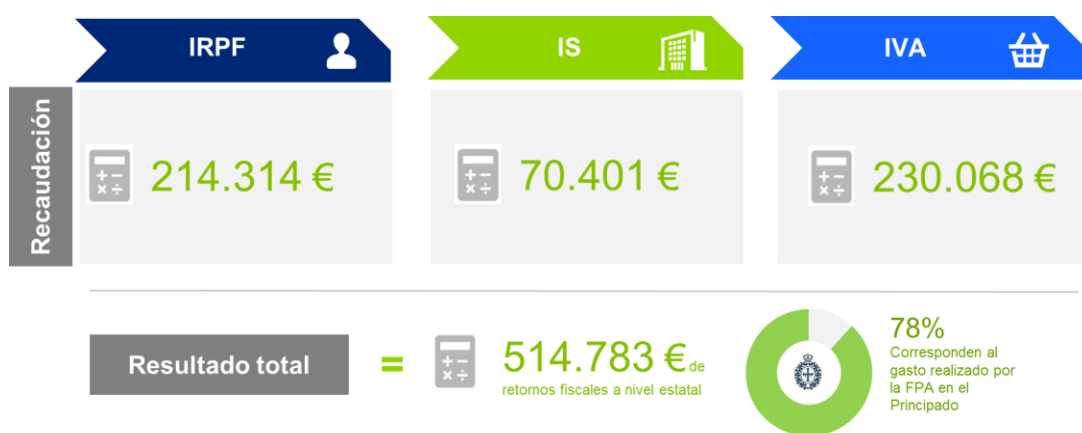 IRPF
IS
IVA
Recaudación
214.314 €
70.401 €
230.068 €
Resultado total
=
514.783 € de
retornos fiscales a nivel estatal
78%
Corresponden al
gasto realizado por
la FPA en el
Principado